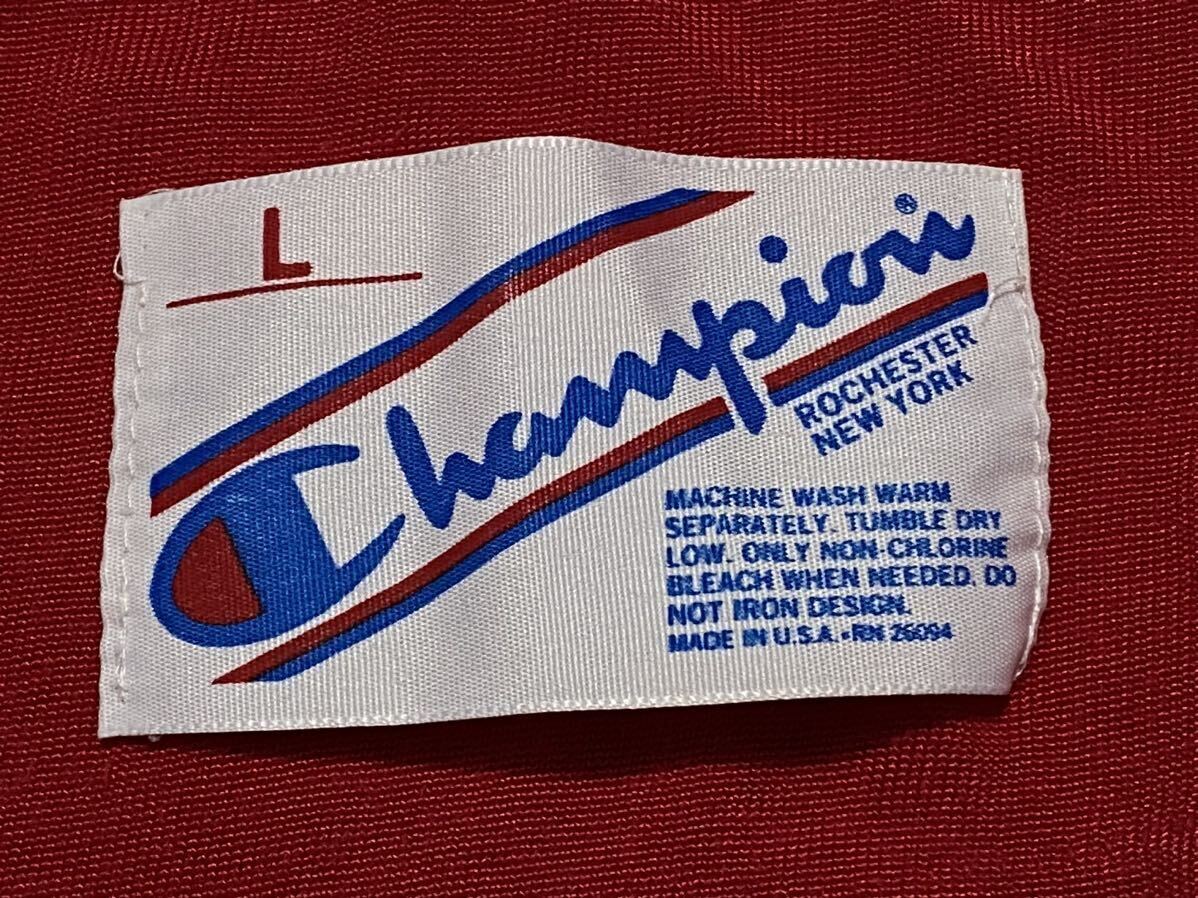 L
Champion®
ROCHESTER
NEW YORK
MACHINE WASH WARM
SEPARATELY. TUMBLE DRY
LOW. ONLY NON-CHLORINE
BLEACH WHEN NEEDED. DO
NOT IRON DESIGN.
MADE IN U.S.A.•RN 26094